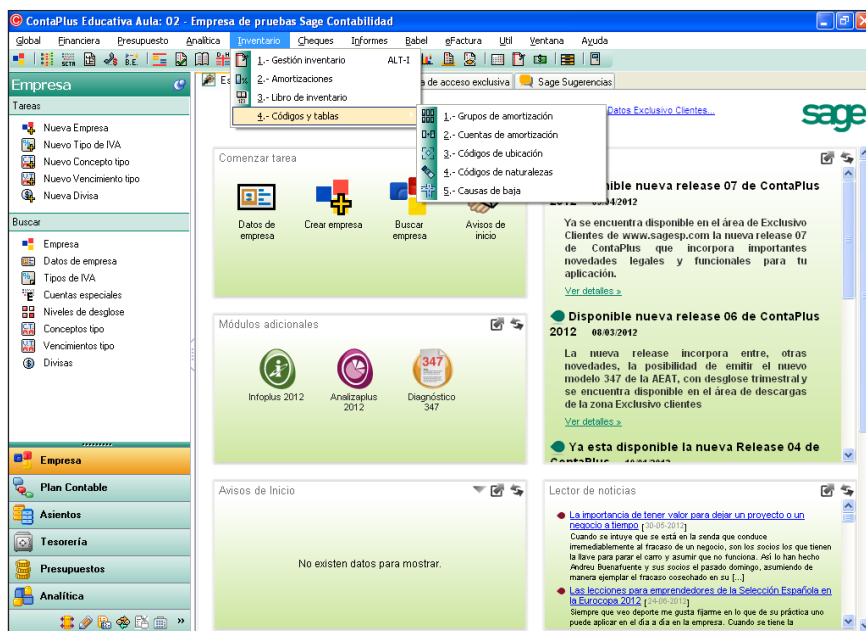 ContaPlus Educativa Aula: 02 - Empresa de pruebas Sage Contabilidad
Global Financiera Presupuesto Analítica Inventario Cheques Informes Babel eFactura Util Ventana Ayuda
1.- Gestión inventario ALT-I
2.- Amortizaciones
3.- Libro de inventario
4.- Códigos y tablas
1.- Grupos de amortización
2.- Cuentas de amortización
3.- Códigos de ubicación
4.- Códigos de naturalezas
5.- Causas de baja
Es
a de acceso exclusiva
Sage Sugerencias
Datos Exclusivo Clientes...
sage
Empresa
Tareas
Nueva Empresa
Nuevo Tipo de IVA
Nuevo Concepto tipo
Nuevo Vencimiento tipo
Nueva Divisa
Buscar
Empresa
Datos de empresa
Tipos de IVA
Cuentas especiales
Niveles de desglose
Conceptos tipo
Vencimientos tipo
Divisas
Empresa
Plan Contable
Asientos
Tesorería
Presupuestos
Analítica
Comenzar tarea
Datos de
empresa
Crear empresa
Buscar
empresa
Avisos de
inicio
Módulos adicionales
Infoplus 2012
Analizaplus
2012
347
Diagnóstico
347
Avisos de Inicio
No existen datos para mostrar.
nible nueva release 07 de ContaPlus
2012 /04/2012
Ya se encuentra disponible en el área de Exclusivo
Clientes de www.sagesp.com la nueva release 07
de ContaPlus que incorpora importantes
novedades legales y funcionales para tu
aplicación.
Ver detalles »
Disponible nueva release 06 de ContaPlus
2012 08/03/2012
La nueva release incorpora entre, otras
novedades, la posibilidad de emitir el nuevo
modelo 347 de la AEAT, con desglose trimestral y
se encuentra disponible en el área de descargas
de la zona Exclusivo clientes
Ver detalles »
Ya esta disponible la nueva Release 04 de
ContaPlus
Lector de noticias
La importancia de tener valor para dejar un proyecto o un
negocio a tiempo [30-05-2012]
Cuando se intuye que se está en la senda que conduce
irremediablemente al fracaso de un negocio, son los socios los que tienen
la llave para parar el carro y asumir que no funciona. Así lo han hecho
Andreu Buenafuente y sus socios el pasado domingo, asumiendo de
manera ejemplar el fracaso cosechado en su [...]
Las lecciones para emprendedores de la Selección Española en
la Eurocopa 2012 [24-06-2012]
Siempre que veo deporte me gusta fijarme en lo que de su práctica uno
puede aplicar en el día a día en la empresa. Cuando se tiene la